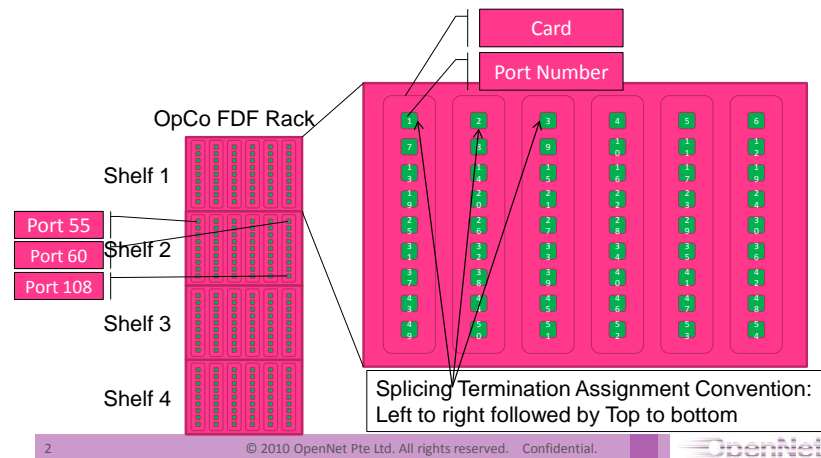 Card
Port Number
OpCo FDF Rack
Shelf 1
Shelf 2
Shelf 3
Shelf 4
Port 55
Port 60
Port 108
1 2 3 4 5 6
7 8 9 10 11 12
13 14 15 16 17 19
19 20 21 22 23 24
25 26 27 28 29 30
31 32 33 34 35 36
37 38 39 40 41 42
43 44 45 46 47 48
49 50 51 52 53 54
Splicing Termination Assignment Convention:
Left to right followed by Top to bottom
2
© 2010 OpenNet Pte Ltd. All rights reserved. Confidential.
OpenNet